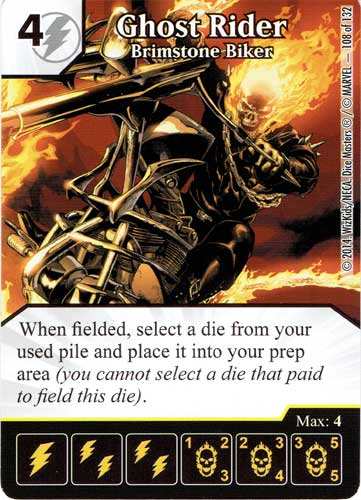 4
Ghost Rider
Brimstone Biker
© 2014 WizKids/NECA. Dice Masters ® / © MARVEL — 108 of 132
When fielded, select a die from your
used pile and place it into your prep
area (you cannot select a die that paid
to field this die).
Max: 4
1 2 3
2 3 4
3 5 5